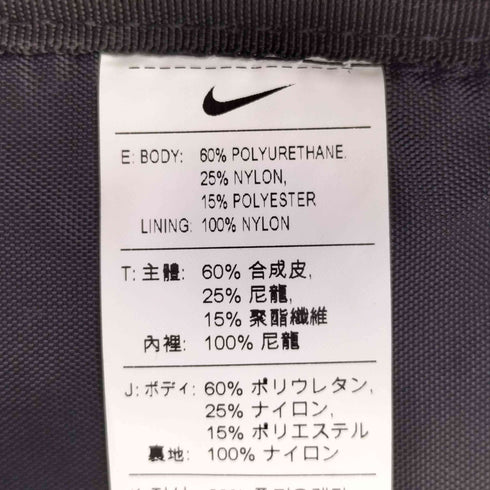 E: BODY: 60% POLYURETHANE.
25% NYLON,
15% POLYESTER
LINING: 100% NYLON
T: 主體: 60% 合成皮,
25% 尼龍,
15% 聚酯纖維
內裡: 100% 尼龍
J: ボディ: 60% ポリウレタン,
25% ナイロン,
15% ポリエステル
裏地: 100% ナイロン